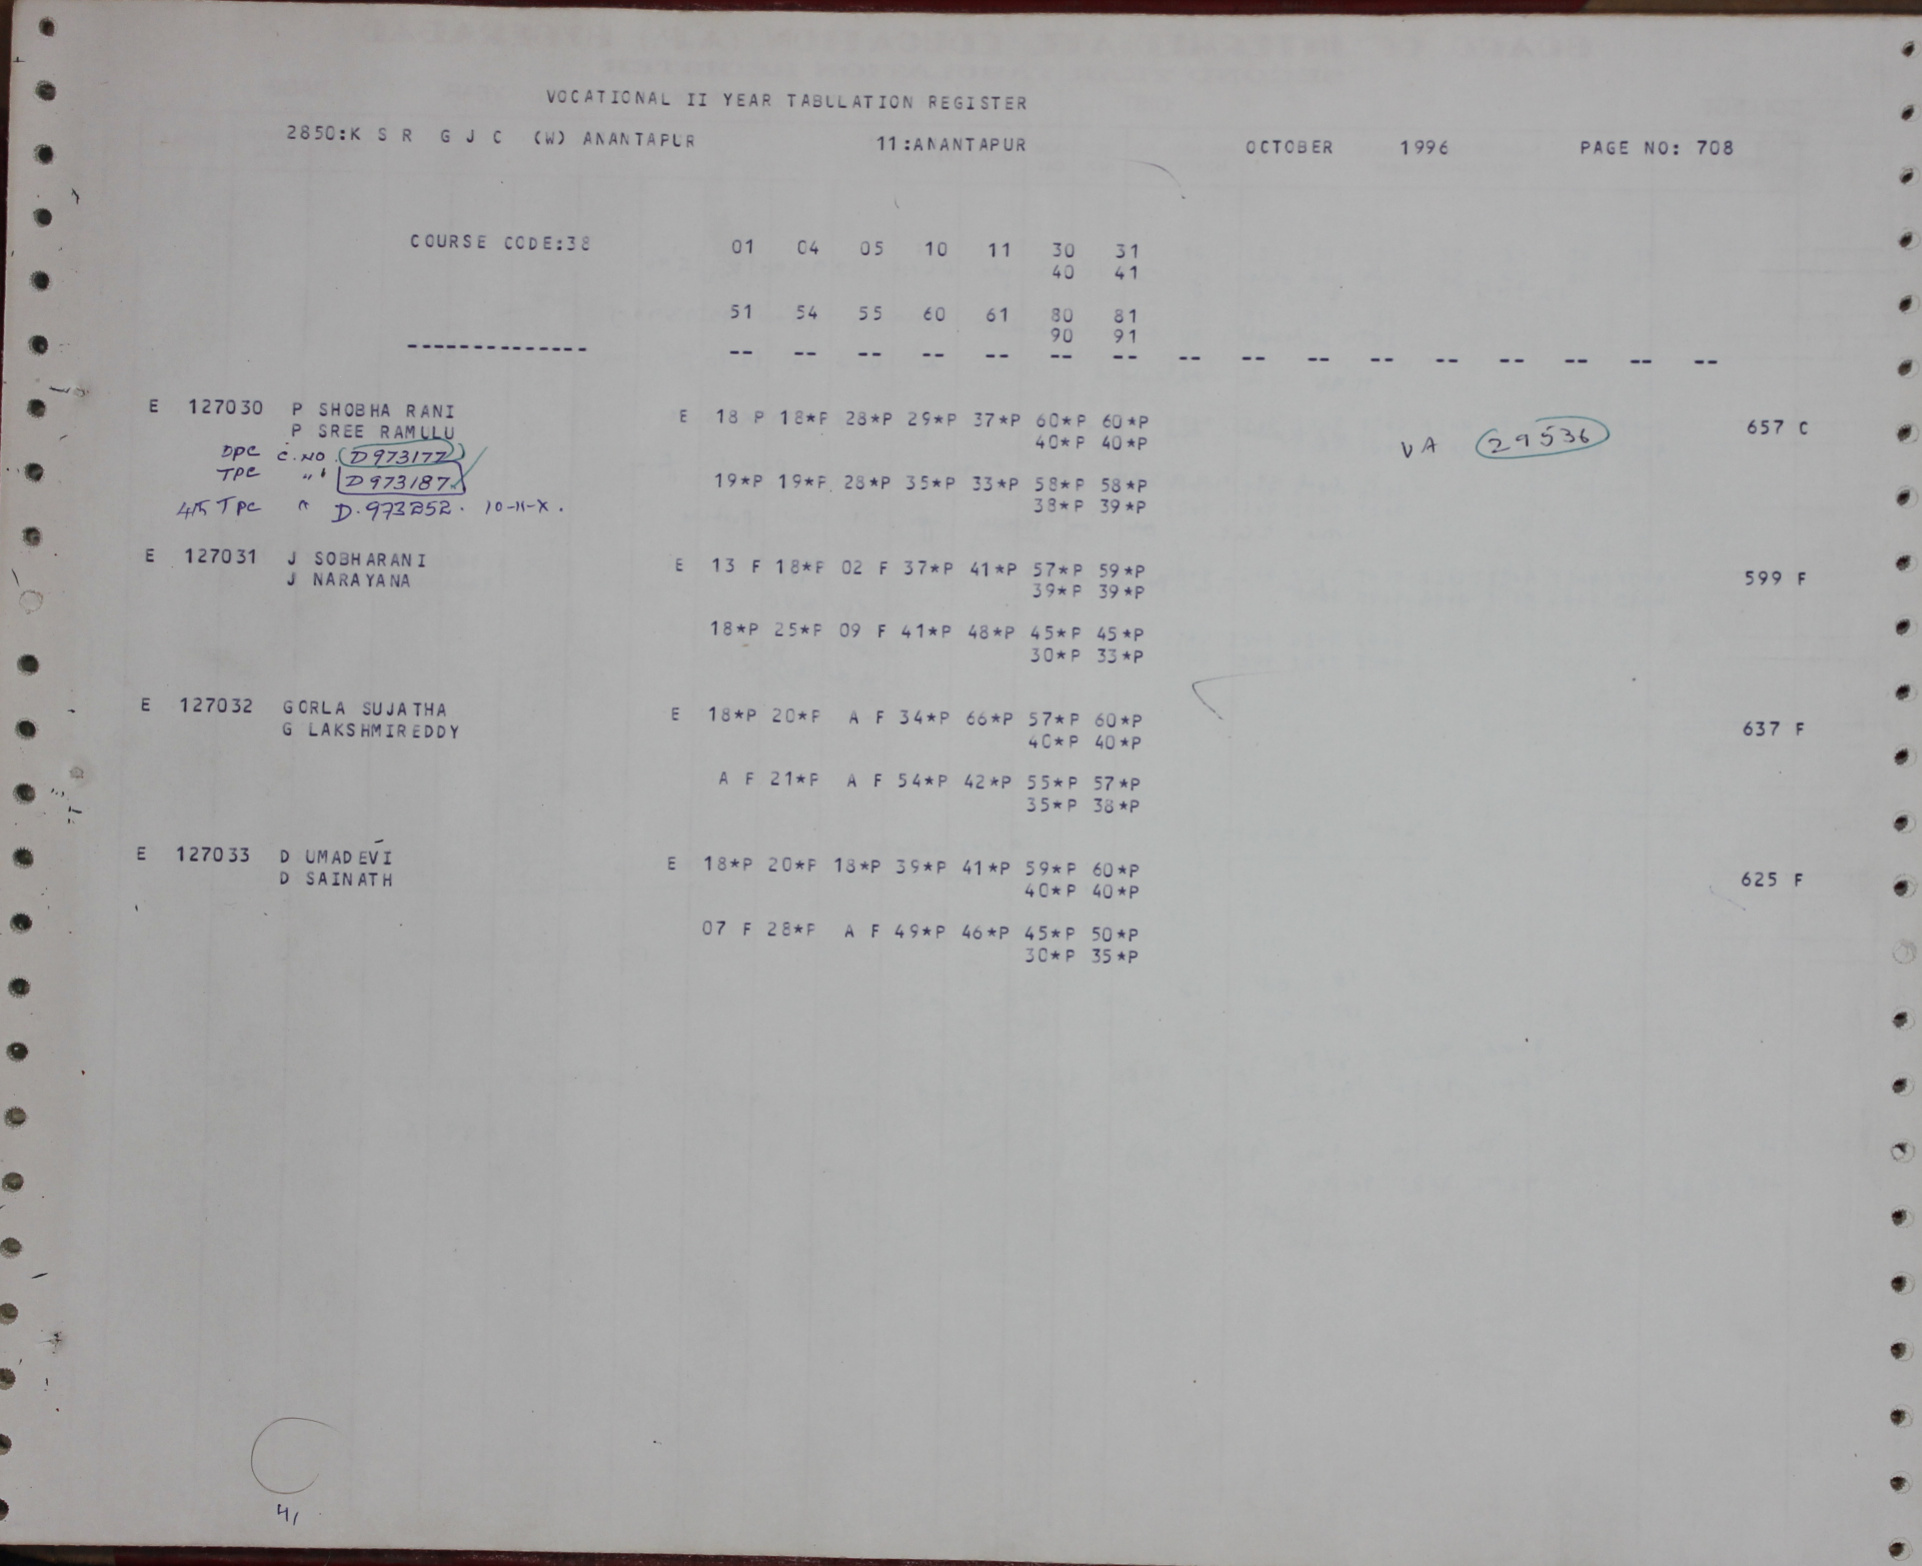 VOCATIONAL II YEAR TABULATION REGISTER
2850:K S R G J C (W) ANANTAPUR 11:ANANTAPUR OCTOBER 1996 PAGE NO: 708
COURSE CODE:38 01 04 05 10 11 30 31
40 41
51 54 55 60 61 80 81
90 91
-------------- -- -- -- -- -- -- -- -- -- -- -- -- -- -- -- --
E 127030 P SHOBHA RANI E 18 P 18*P 28*P 29*P 37*P 60*P 60*P 657 C
P SREE RAMULU 40*P 40*P VA 29536
DPC C.NO. D973177
TPC "" D973187 19*P 19*P 28*P 35*P 33*P 58*P 58*P
TPC " D.973252. 10-11-X. 38*P 39*P
E 127031 J SOBHARANI E 13 F 18*P 02 F 37*P 41*P 57*P 59*P 599 F
J NARAYANA 39*P 39*P
18*P 25*P 09 F 41*P 48*P 45*P 45*P
30*P 33*P
E 127032 GORLA SUJATHA E 18*P 20*P A F 34*P 66*P 57*P 60*P 637 F
G LAKSHMIREDDY 40*P 40*P
A F 21*P A F 54*P 42*P 55*P 57*P
35*P 38*P
E 127033 D UMADEVI E 18*P 20*P 18*P 39*P 41*P 59*P 60*P 625 F
D SAINATH 40*P 40*P
07 F 28*P A F 49*P 46*P 45*P 50*P
30*P 35*P